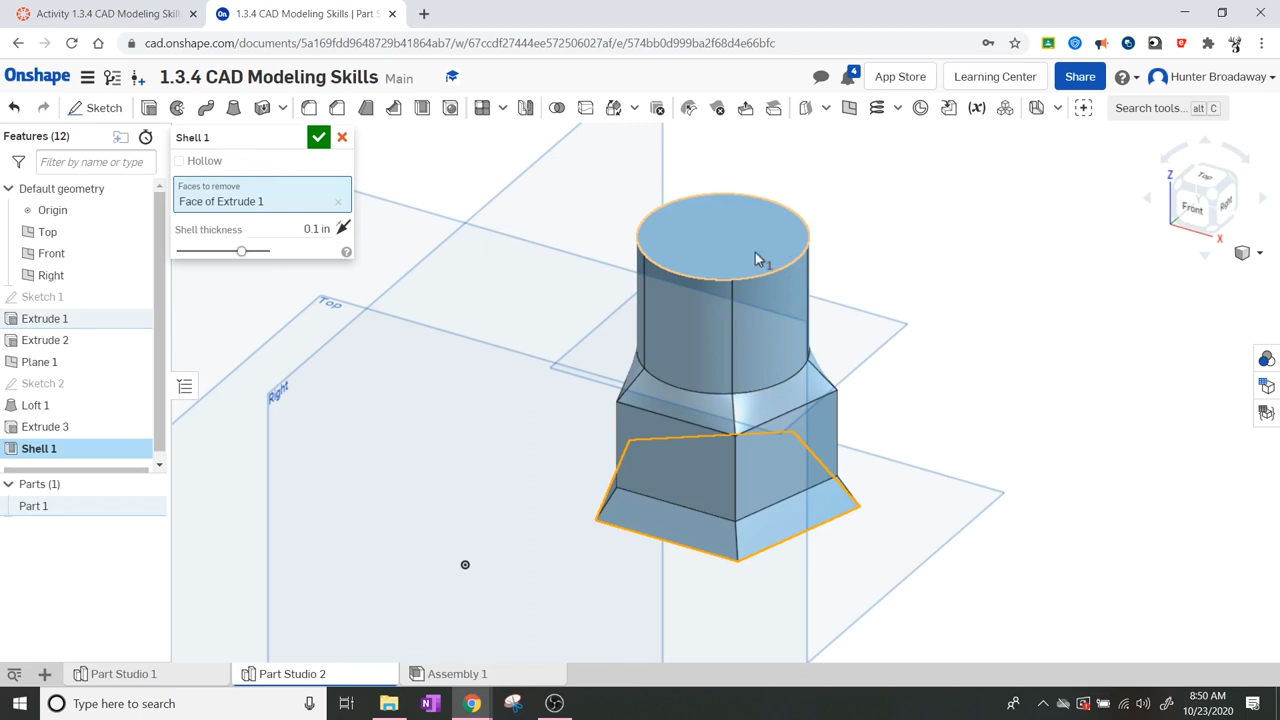 Activity 1.3.4 CAD Modeling Skill
1.3.4 CAD Modeling Skills | Part S
cad.onshape.com/documents/5a169fdd9648729b41864ab7/w/67ccdf27444ee572506027af/e/574bb0d999ba2f68d4e66bfc
Onshape
1.3.4 CAD Modeling Skills Main
4
App Store
Learning Center
Share
Hunter Broadaway
Sketch
Search tools...
alt C
Features (12)
Filter by name or type
Default geometry
Origin
Top
Front
Right
Sketch 1
Extrude 1
Extrude 2
Plane 1
Sketch 2
Loft 1
Extrude 3
Shell 1
Parts (1)
Part 1
Shell 1
Hollow
Faces to remove
Face of Extrude 1
Shell thickness 0.1 in
Top
Right
1
Z
Top
Front
Right
X
Part Studio 1
Part Studio 2
Assembly 1
Type here to search
8:50 AM
10/23/2020